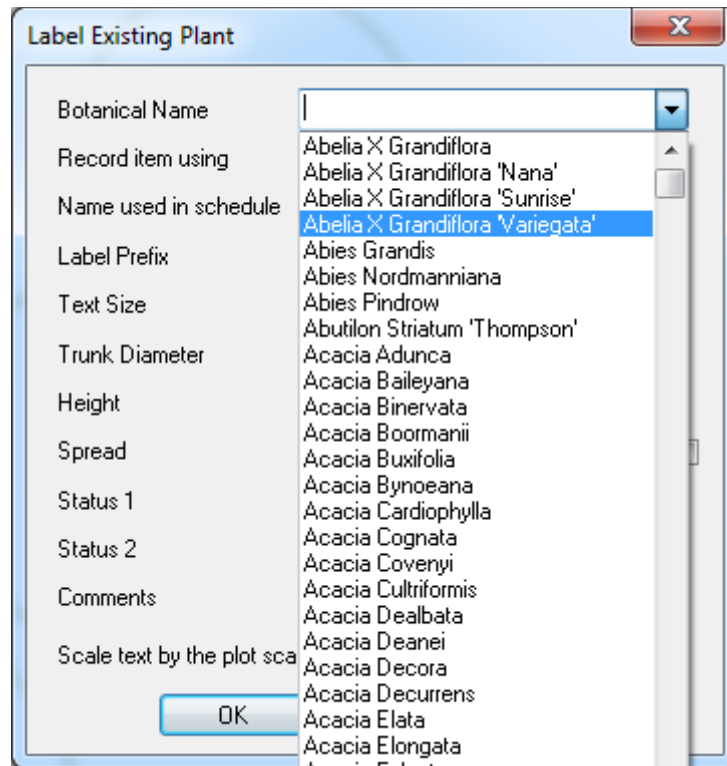 Label Existing Plant
Botanical Name
Record item using
Name used in schedule
Label Prefix
Text Size
Trunk Diameter
Height
Spread
Status 1
Status 2
Comments
Scale text by the plot sca
OK
Abelia X Grandiflora
Abelia X Grandiflora 'Nana'
Abelia X Grandiflora 'Sunrise'
Abelia X Grandiflora 'Variegata'
Abies Grandis
Abies Nordmanniana
Abies Pindrow
Abutilon Striatum 'Thompson'
Acacia Adunca
Acacia Baileyana
Acacia Binervata
Acacia Boormanii
Acacia Buxifolia
Acacia Bynoeana
Acacia Cardiophylla
Acacia Cognata
Acacia Covenyi
Acacia Cultriformis
Acacia Dealbata
Acacia Deanei
Acacia Decora
Acacia Decurrens
Acacia Elata
Acacia Elongata